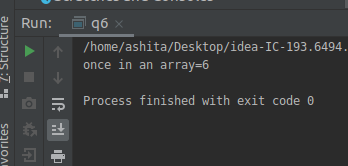 Run: q6
/home/ashita/Desktop/idea-IC-193.6494.
once in an array=6
Process finished with exit code 0
7: Structure